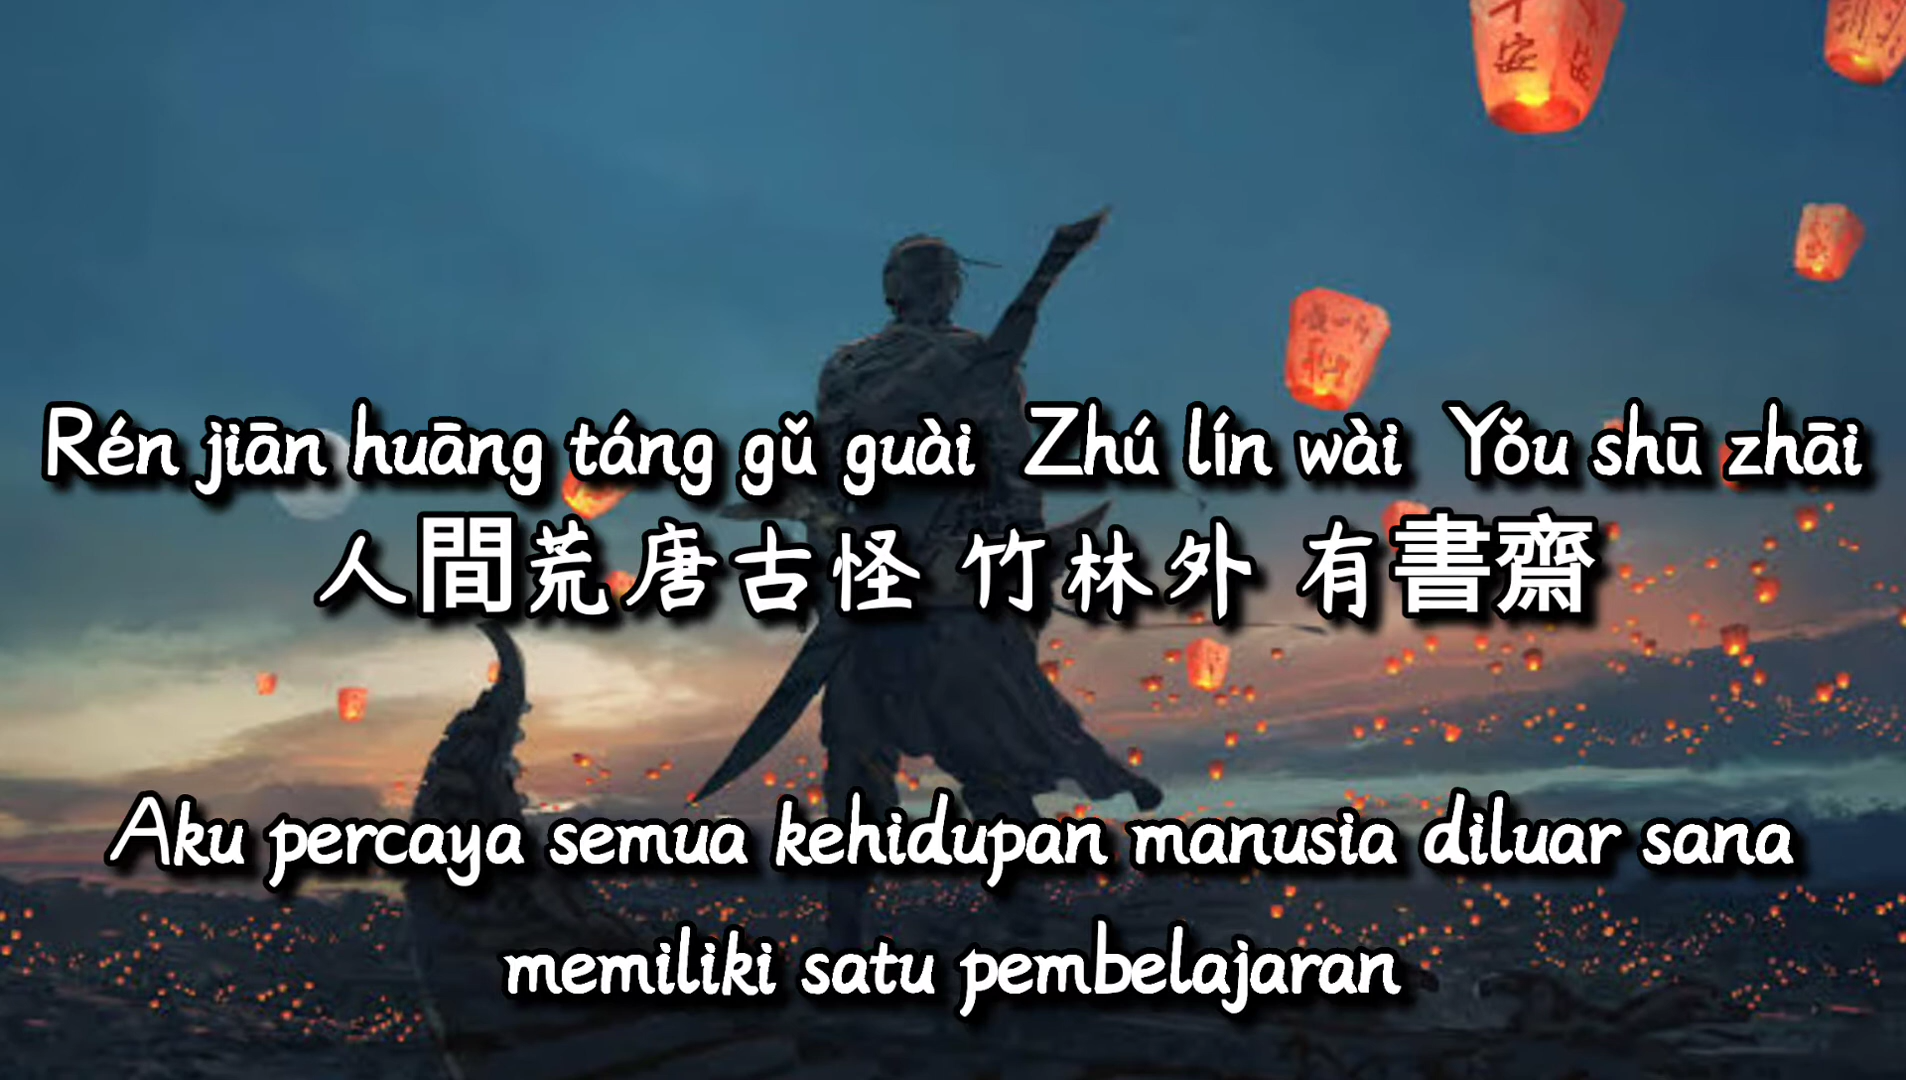 Rén jiān huāng táng gǔ guài Zhú lín wài Yǒu shū zhāi
人間荒唐古怪 竹林外 有書齋
Aku percaya semua kehidupan manusia diluar sana
memiliki satu pembelajaran